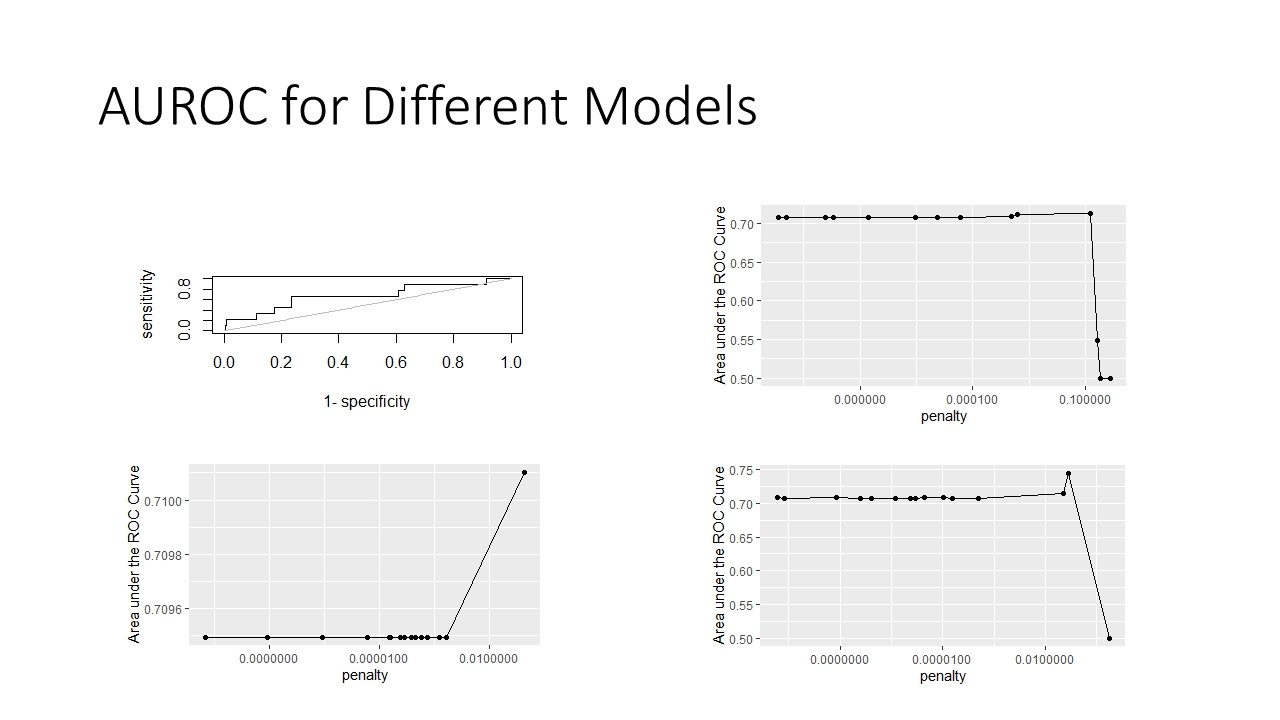 AUROC for Different Models
sensitivity
0.8
0.0
0.0 0.2 0.4 0.6 0.8 1.0
1- specificity
Area under the ROC Curve
0.70
0.65
0.60
0.55
0.50
0.000000 0.000100 0.100000
penalty
Area under the ROC Curve
0.7100
0.7098
0.7096
0.0000000 0.0000100 0.0100000
penalty
Area under the ROC Curve
0.75
0.70
0.65
0.60
0.55
0.50
0.0000000 0.0000100 0.0100000
penalty